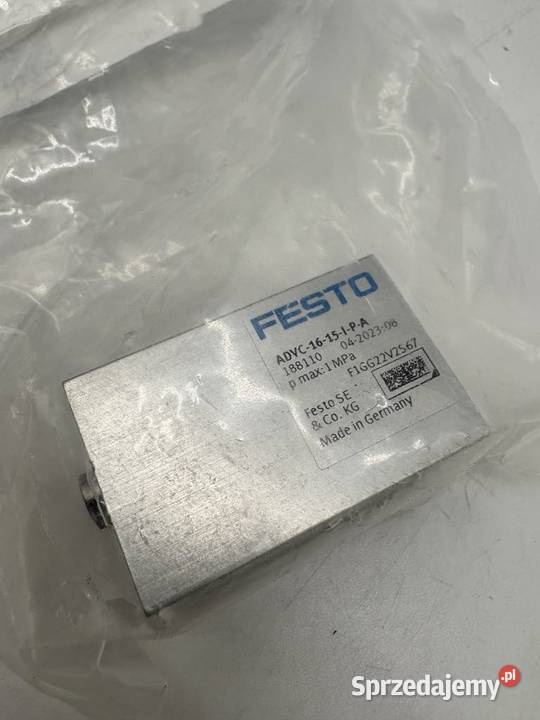 FESTO
ADVC-16-15-I-P-A
188110 04-2023-08
p max:1 MPa
F1GG22V2S67
Festo SE
& Co. KG
Made in Germany
Sprzedajemy.pl